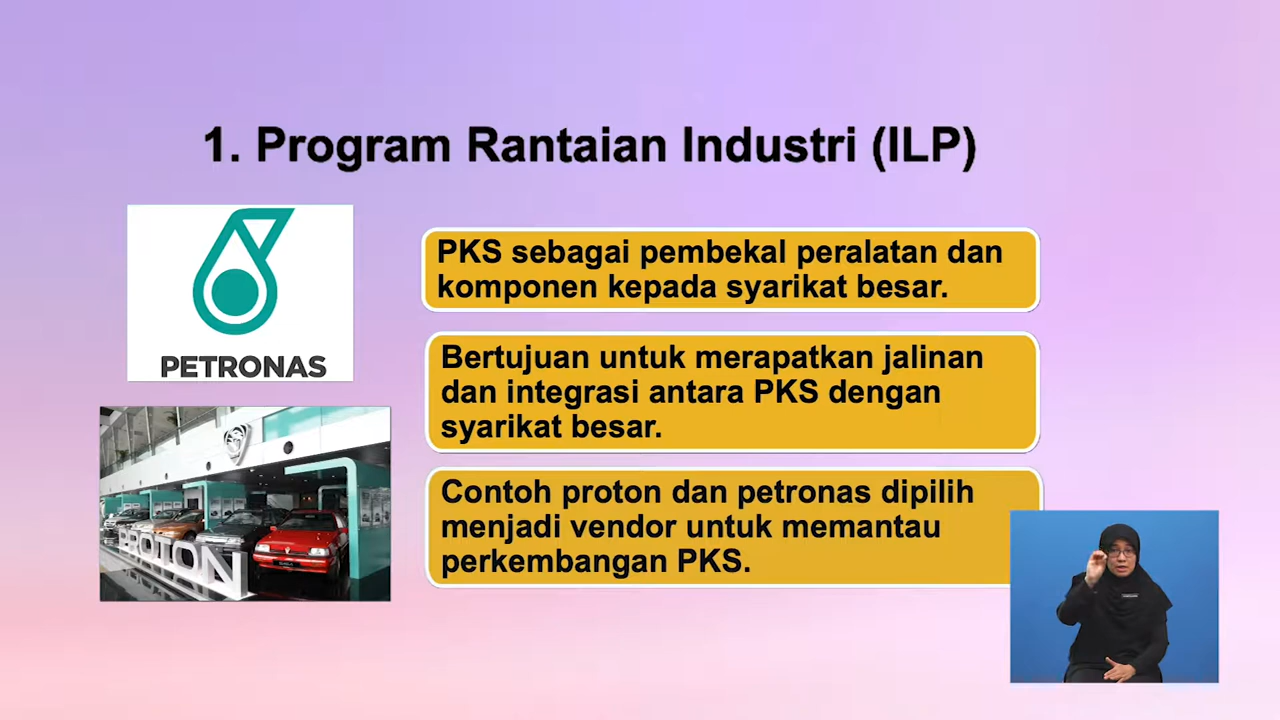 1. Program Rantaian Industri (ILP)
PETRONAS
PKS sebagai pembekal peralatan dan
komponen kepada syarikat besar.
Bertujuan untuk merapatkan jalinan
dan integrasi antara PKS dengan
syarikat besar.
Contoh proton dan petronas dipilih
menjadi vendor untuk memantau
perkembangan PKS.
PROTON